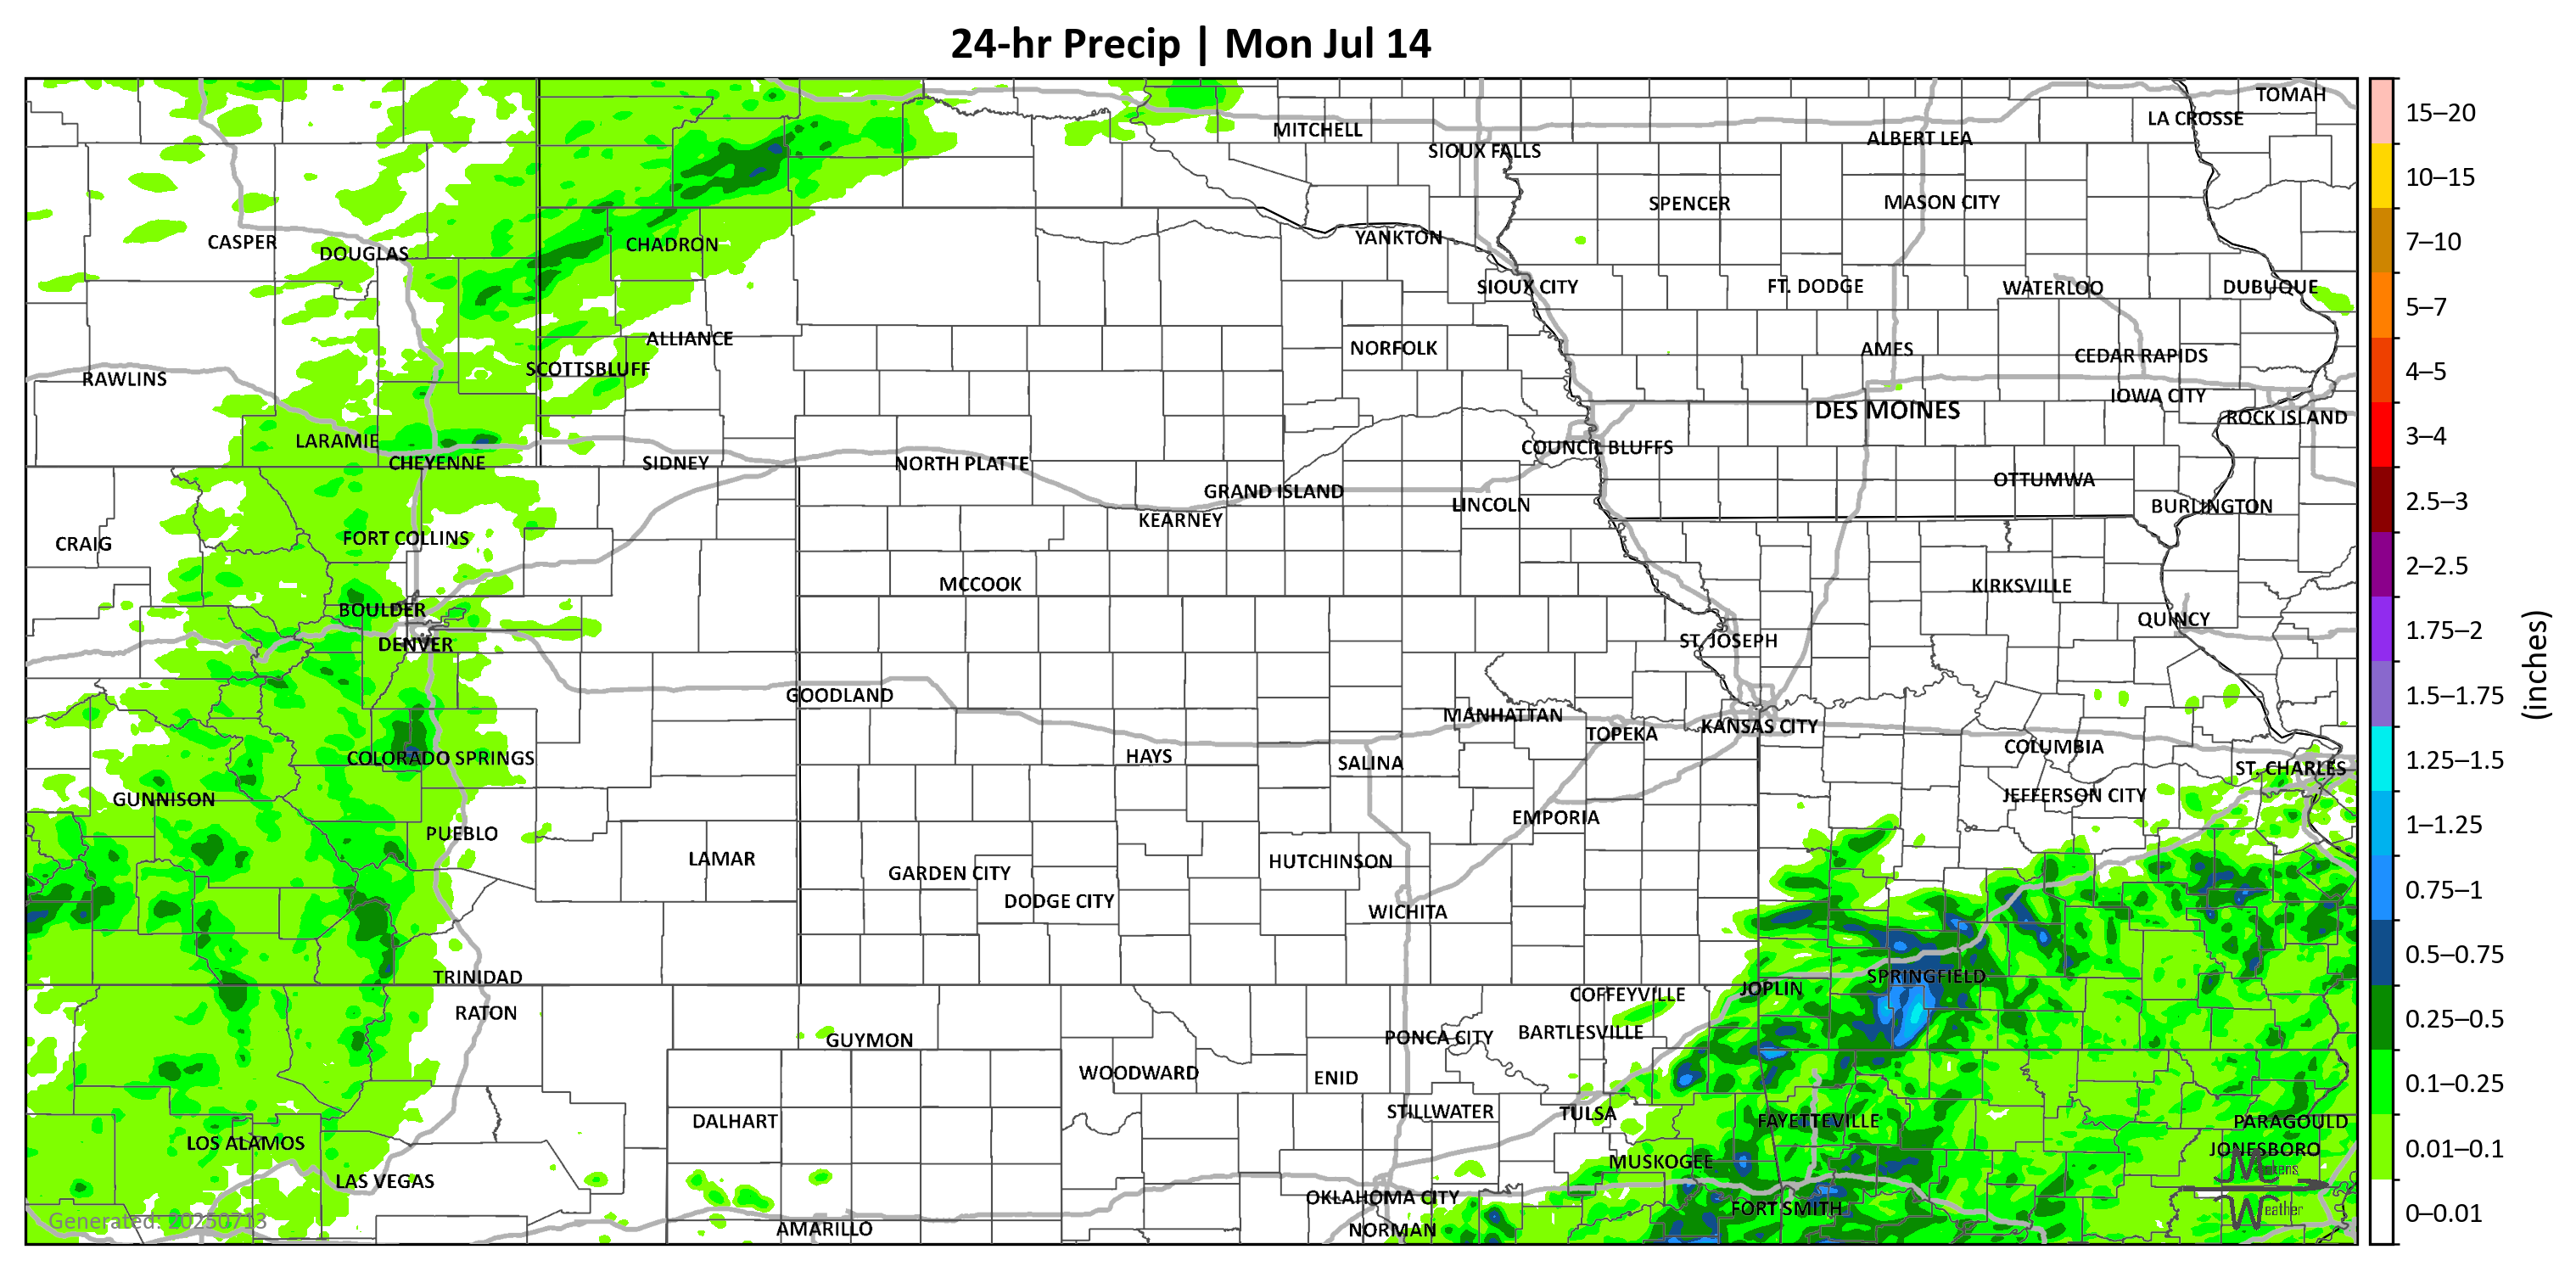 24-hr Precip | Mon Jul 14
TOMAH
LA CROSSE
MITCHELL
ALBERT LEA
SIOUX FALLS
SPENCER
MASON CITY
CASPER
DOUGLAS
CHADRON
YANKTON
SIOUX CITY
FT. DODGE
WATERLOO
DUBUQUE
ALLIANCE
NORFOLK
AMES
CEDAR RAPIDS
SCOTTSBLUFF
RAWLINS
IOWA CITY
DES MOINES
ROCK ISLAND
LARAMIE
COUNCIL BLUFFS
CHEYENNE
SIDNEY
NORTH PLATTE
OTTUMWA
GRAND ISLAND
LINCOLN
BURLINGTON
KEARNEY
FORT COLLINS
CRAIG
MCCOOK
KIRKSVILLE
BOULDER
QUINCY
DENVER
ST. JOSEPH
GOODLAND
MANHATTAN
KANSAS CITY
TOPEKA
COLUMBIA
COLORADO SPRINGS
HAYS
SALINA
ST. CHARLES
GUNNISON
JEFFERSON CITY
EMPORIA
PUEBLO
LAMAR
HUTCHINSON
GARDEN CITY
DODGE CITY
WICHITA
TRINIDAD
SPRINGFIELD
JOPLIN
COFFEYVILLE
RATON
BARTLESVILLE
PONCA CITY
GUYMON
WOODWARD
ENID
STILLWATER
TULSA
DALHART
FAYETTEVILLE
PARAGOULD
LOS ALAMOS
JONESBORO
MUSKOGEE
LAS VEGAS
OKLAHOMA CITY
FORT SMITH
NORMAN
AMARILLO
Generated: 20250713
Mankens
Weather
15–20
10–15
7–10
5–7
4–5
3–4
2.5–3
2–2.5
1.75–2
1.5–1.75
1.25–1.5
1–1.25
0.75–1
0.5–0.75
0.25–0.5
0.1–0.25
0.01–0.1
0–0.01
(inches)